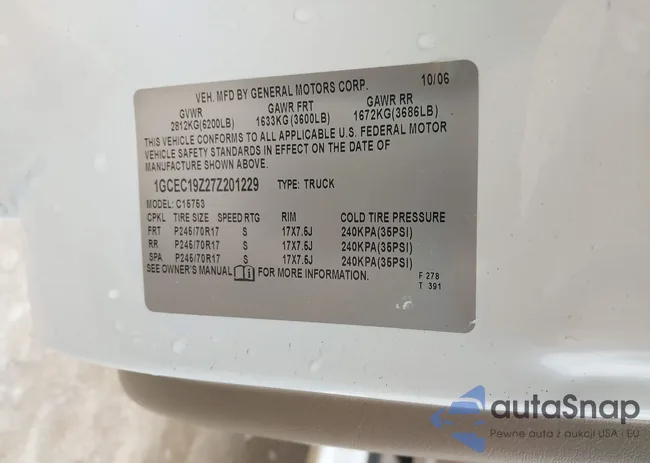 VEH. MFD BY GENERAL MOTORS CORP. 10/06
GVWR GAWR FRT GAWR RR
2812KG(6200LB) 1633KG(3600LB) 1672KG(3686LB)
THIS VEHICLE CONFORMS TO ALL APPLICABLE U.S. FEDERAL MOTOR
VEHICLE SAFETY STANDARDS IN EFFECT ON THE DATE OF
MANUFACTURE SHOWN ABOVE.
1GCEC19Z27Z201229 TYPE: TRUCK
MODEL: C15753
CPKL TIRE SIZE SPEED RTG RIM COLD TIRE PRESSURE
FRT P245/70R17 S 17X7.5J 240KPA(35PSI)
RR P245/70R17 S 17X7.5J 240KPA(35PSI)
SPA P245/70R17 S 17X7.5J 240KPA(35PSI)
SEE OWNER'S MANUAL FOR MORE INFORMATION.
F 278
T 391
autaSnap
Pewne auta z aukcji USA i EU